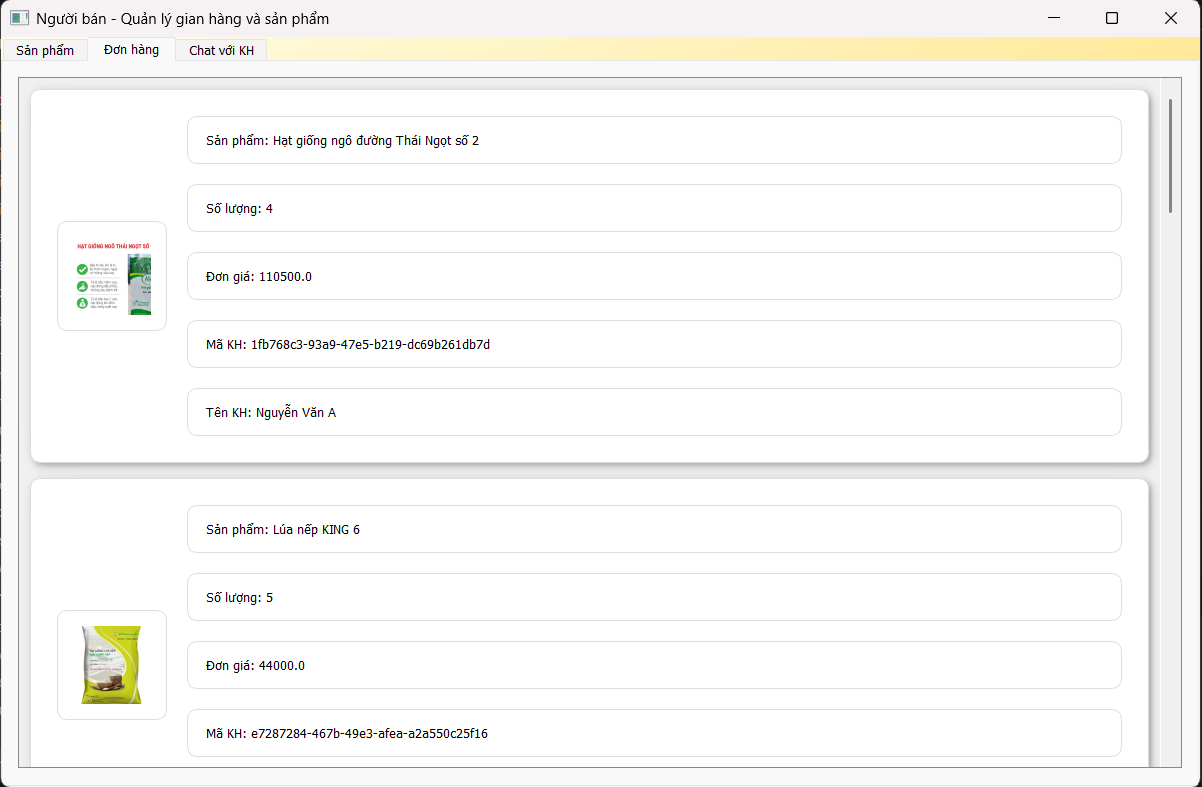 Người bán - Quản lý gian hàng và sản phẩm
Sản phẩm
Đơn hàng
Chat với KH
Sản phẩm: Hạt giống ngô đường Thái Ngọt số 2
Số lượng: 4
HẠT GIỐNG NGÔ THÁI NGỌT SỐ
Đơn giá: 110500.0
Mã KH: 1fb768c3-93a9-47e5-b219-dc69b261db7d
Tên KH: Nguyễn Văn A
Sản phẩm: Lúa nếp KING 6
Số lượng: 5
Đơn giá: 44000.0
Mã KH: e7287284-467b-49e3-afea-a2a550c25f16